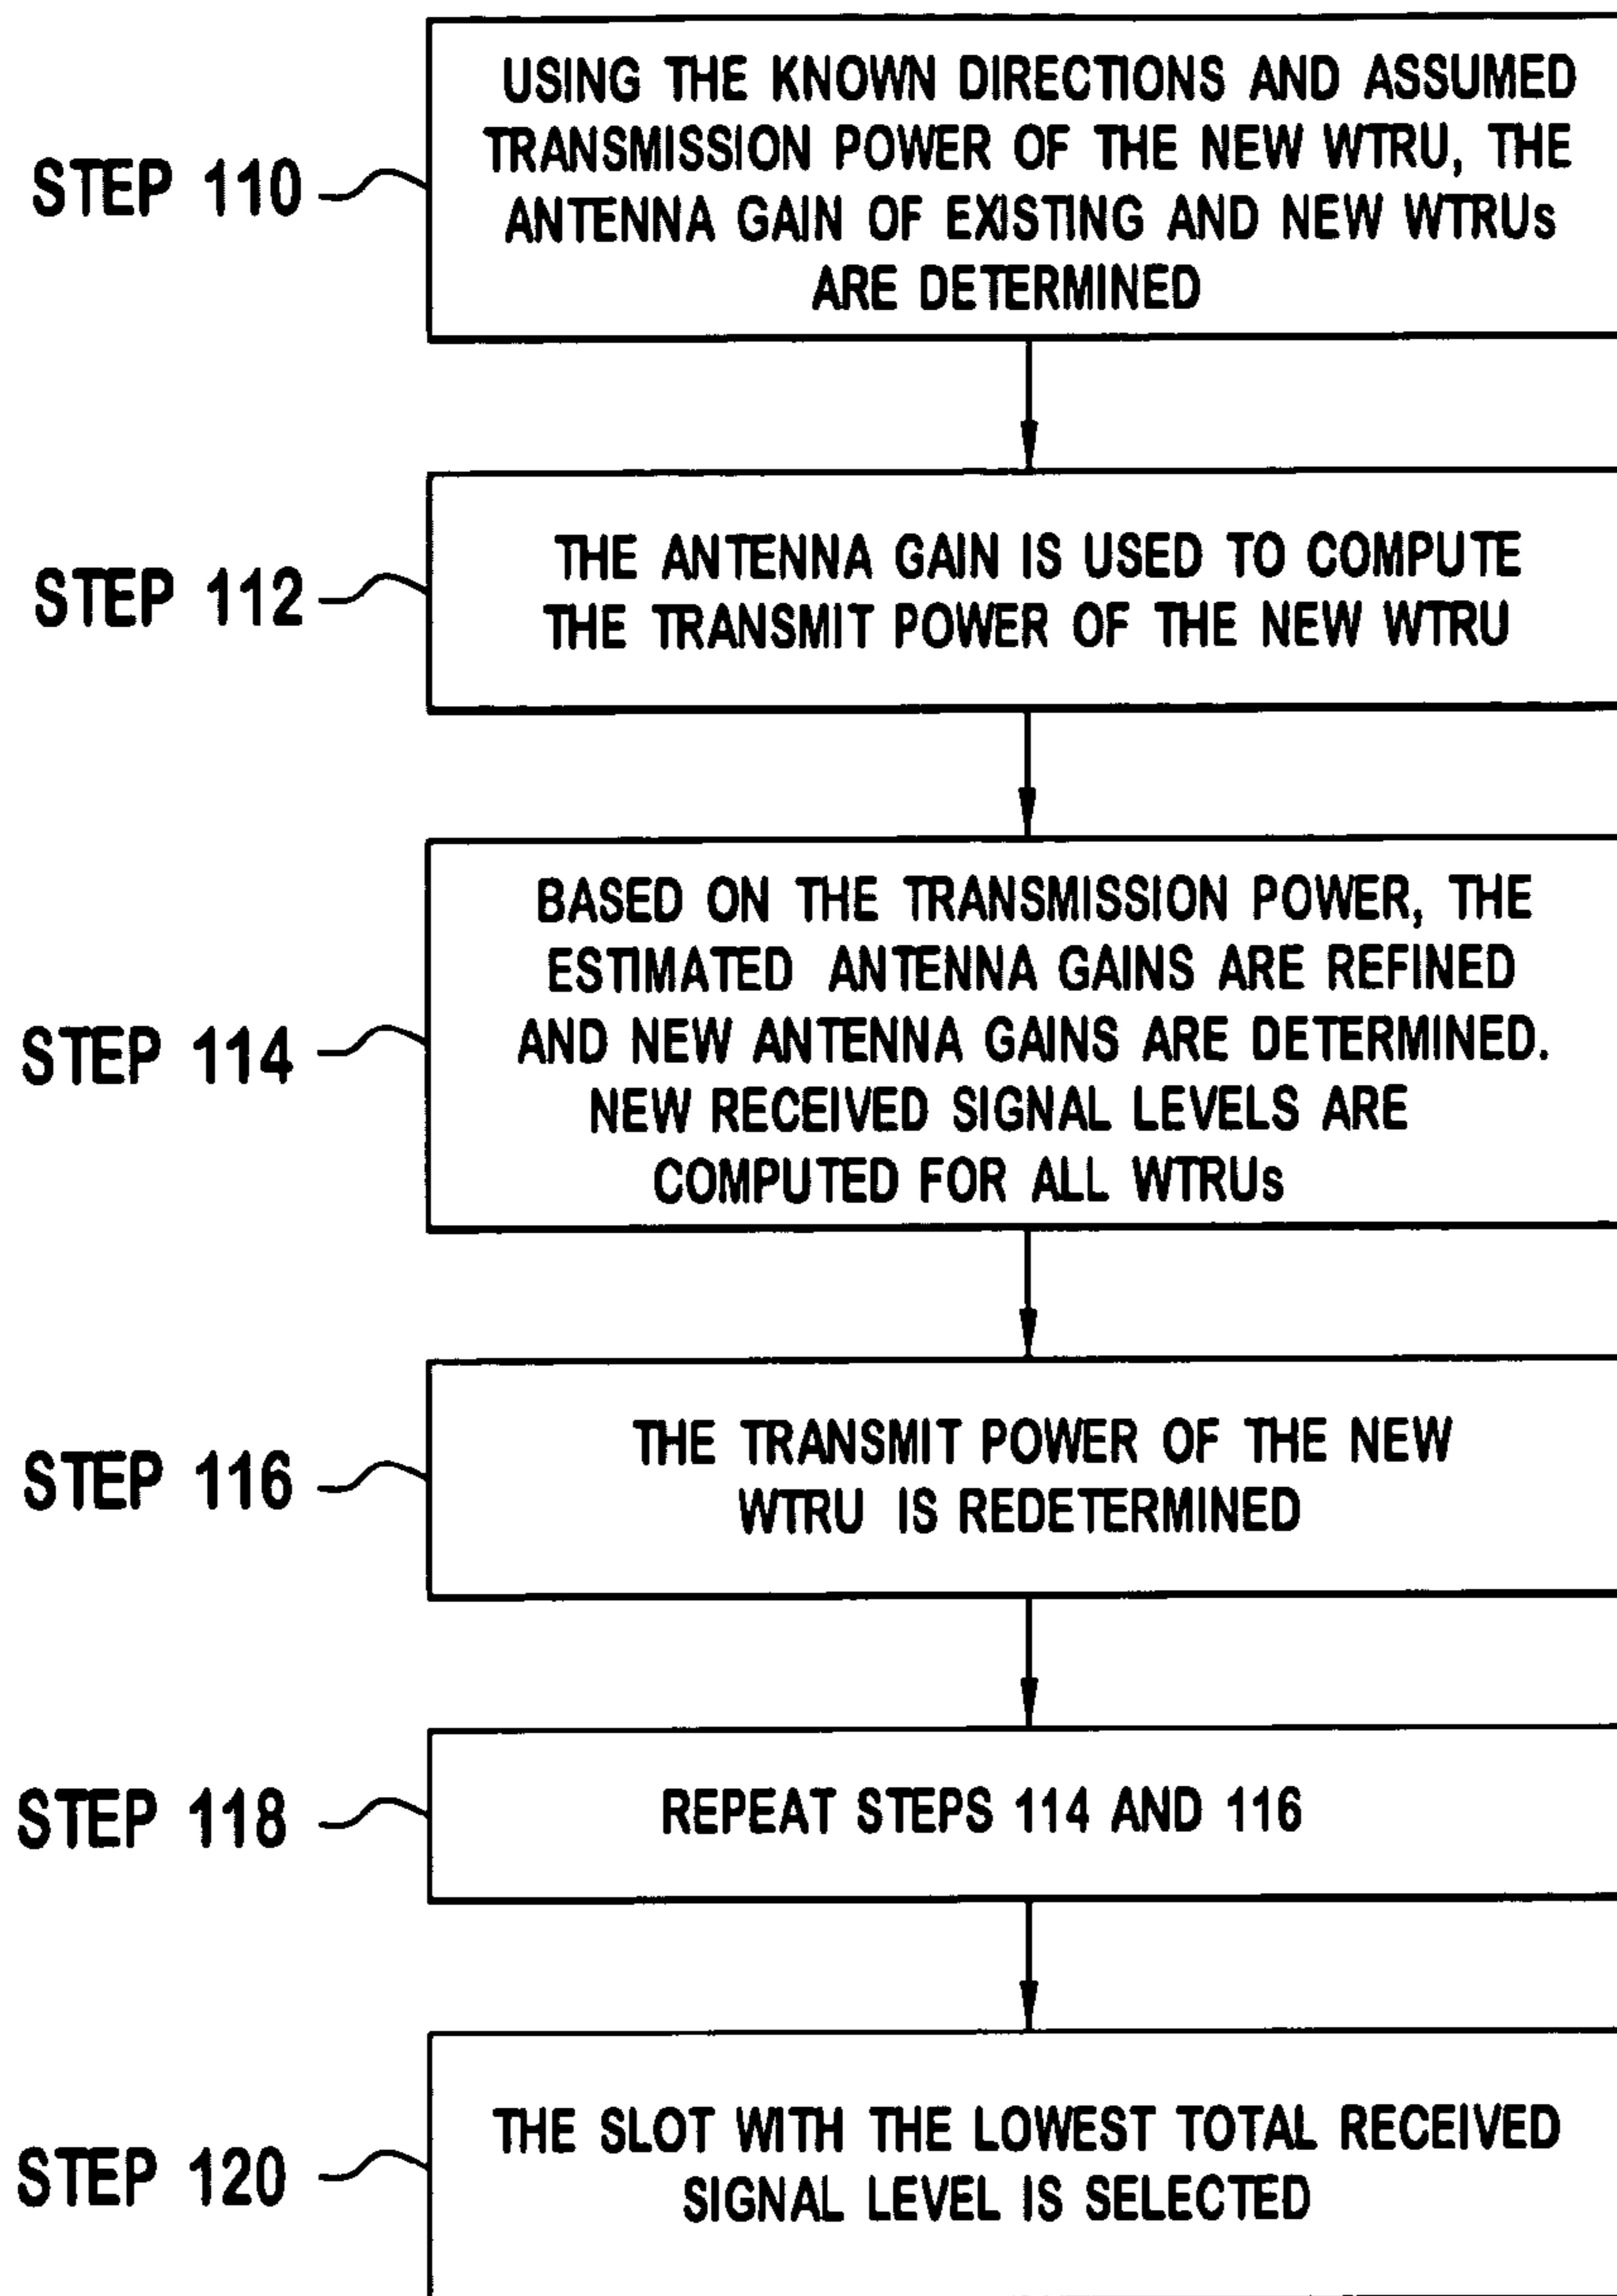 STEP 110
USING THE KNOWN DIRECTIONS AND ASSUMED
TRANSMISSION POWER OF THE NEW WTRU, THE
ANTENNA GAIN OF EXISTING AND NEW WTRUs
ARE DETERMINED
STEP 112
THE ANTENNA GAIN IS USED TO COMPUTE
THE TRANSMIT POWER OF THE NEW WTRU
STEP 114
BASED ON THE TRANSMISSION POWER, THE
ESTIMATED ANTENNA GAINS ARE REFINED
AND NEW ANTENNA GAINS ARE DETERMINED.
NEW RECEIVED SIGNAL LEVELS ARE
COMPUTED FOR ALL WTRUs
STEP 116
THE TRANSMIT POWER OF THE NEW
WTRU IS REDETERMINED
STEP 118
REPEAT STEPS 114 AND 116
STEP 120
THE SLOT WITH THE LOWEST TOTAL RECEIVED
SIGNAL LEVEL IS SELECTED